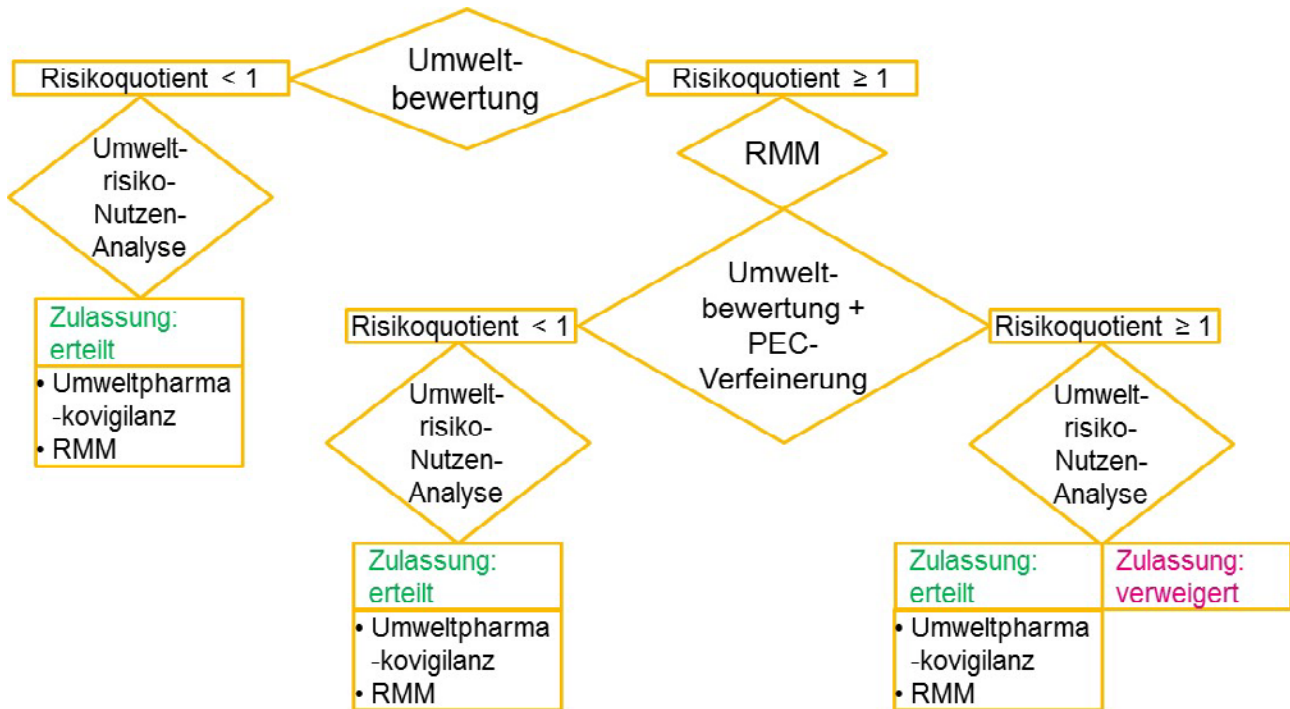 Umwelt-
bewertung
Risikoquotient < 1
Risikoquotient ≥ 1
Umwelt-
risiko-
Nutzen-
Analyse
RMM
Zulassung:
erteilt
• Umweltpharma
-kovigilanz
• RMM
Umwelt-
bewertung +
PEC-
Verfeinerung
Risikoquotient < 1
Risikoquotient ≥ 1
Umwelt-
risiko-
Nutzen-
Analyse
Zulassung:
erteilt
• Umweltpharma
-kovigilanz
• RMM
Umwelt-
risiko-
Nutzen-
Analyse
Zulassung:
erteilt
• Umweltpharma
-kovigilanz
• RMM
Zulassung:
verweigert